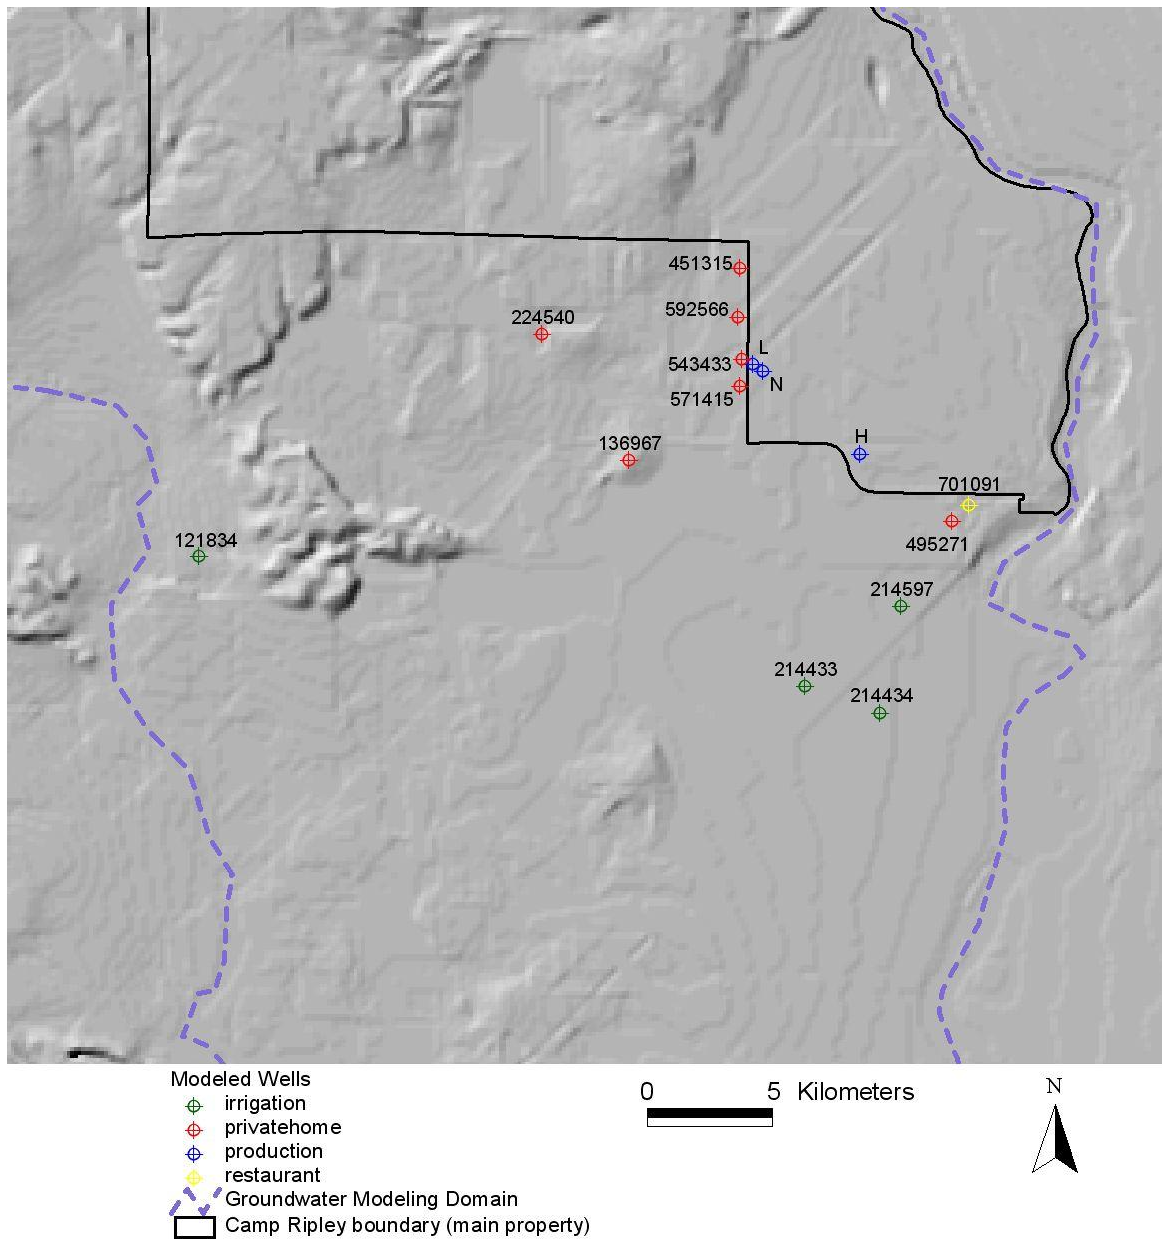 451315
592566
224540
L
543433
N
571415
136967
H
701091
121834
495271
214597
214433
214434
Modeled Wells
0 5 Kilometers
N
irrigation
privatehome
production
restaurant
Groundwater Modeling Domain
Camp Ripley boundary (main property)